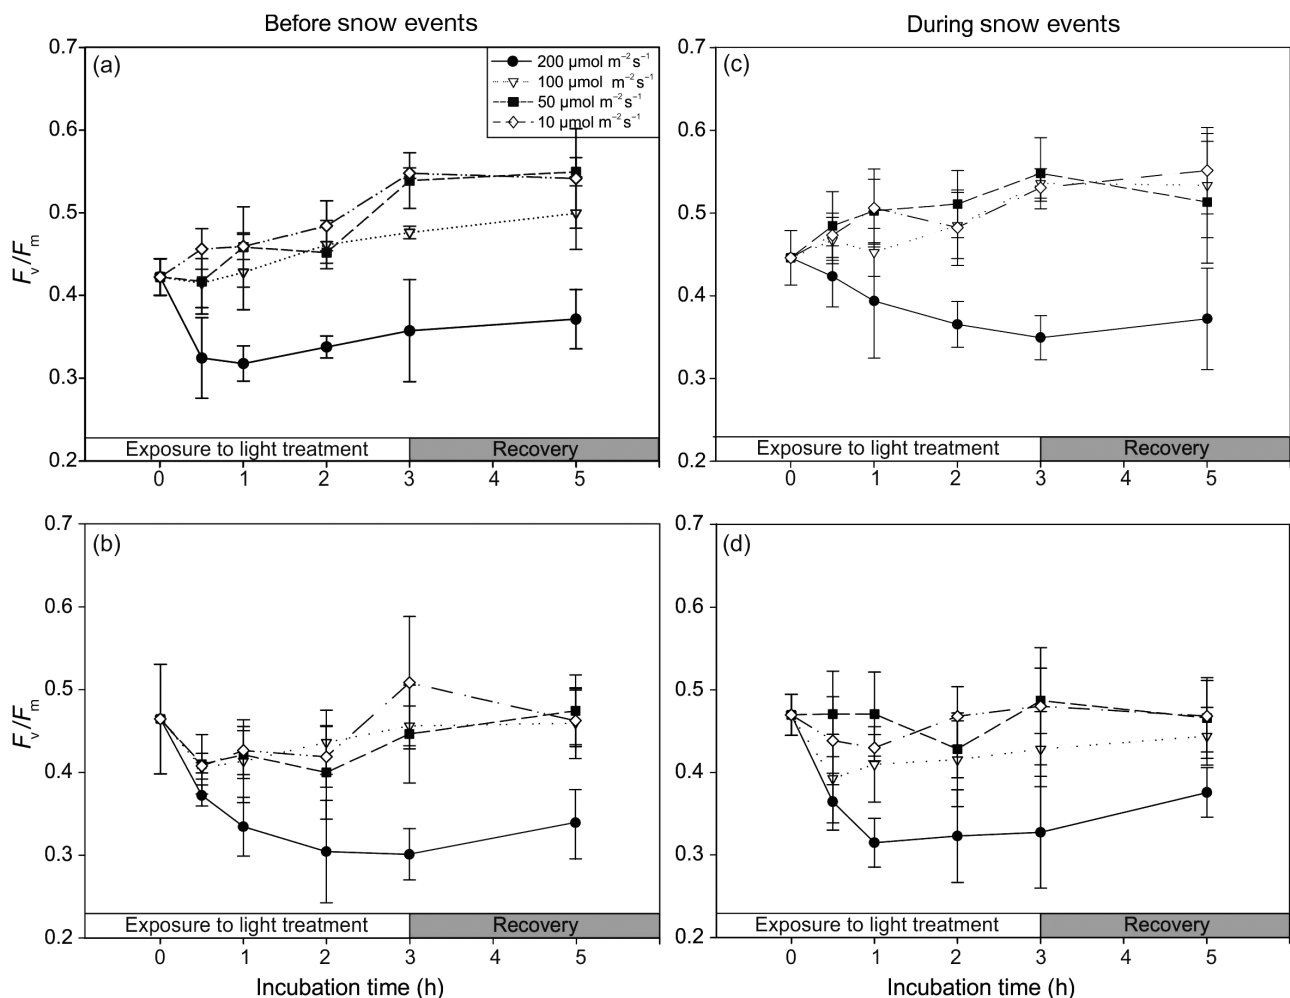 Before snow events
During snow events
(a)
200 μmol m⁻² s⁻¹
100 μmol m⁻² s⁻¹
50 μmol m⁻² s⁻¹
10 μmol m⁻² s⁻¹
0.7
0.6
0.5
0.4
0.3
0.2
Fv/Fm
Exposure to light treatment
Recovery
0 1 2 3 4 5
(c)
0.7
0.6
0.5
0.4
0.3
0.2
Exposure to light treatment
Recovery
0 1 2 3 4 5
(b)
0.7
0.6
0.5
0.4
0.3
0.2
Fv/Fm
Exposure to light treatment
Recovery
0 1 2 3 4 5
Incubation time (h)
(d)
0.7
0.6
0.5
0.4
0.3
0.2
Exposure to light treatment
Recovery
0 1 2 3 4 5
Incubation time (h)